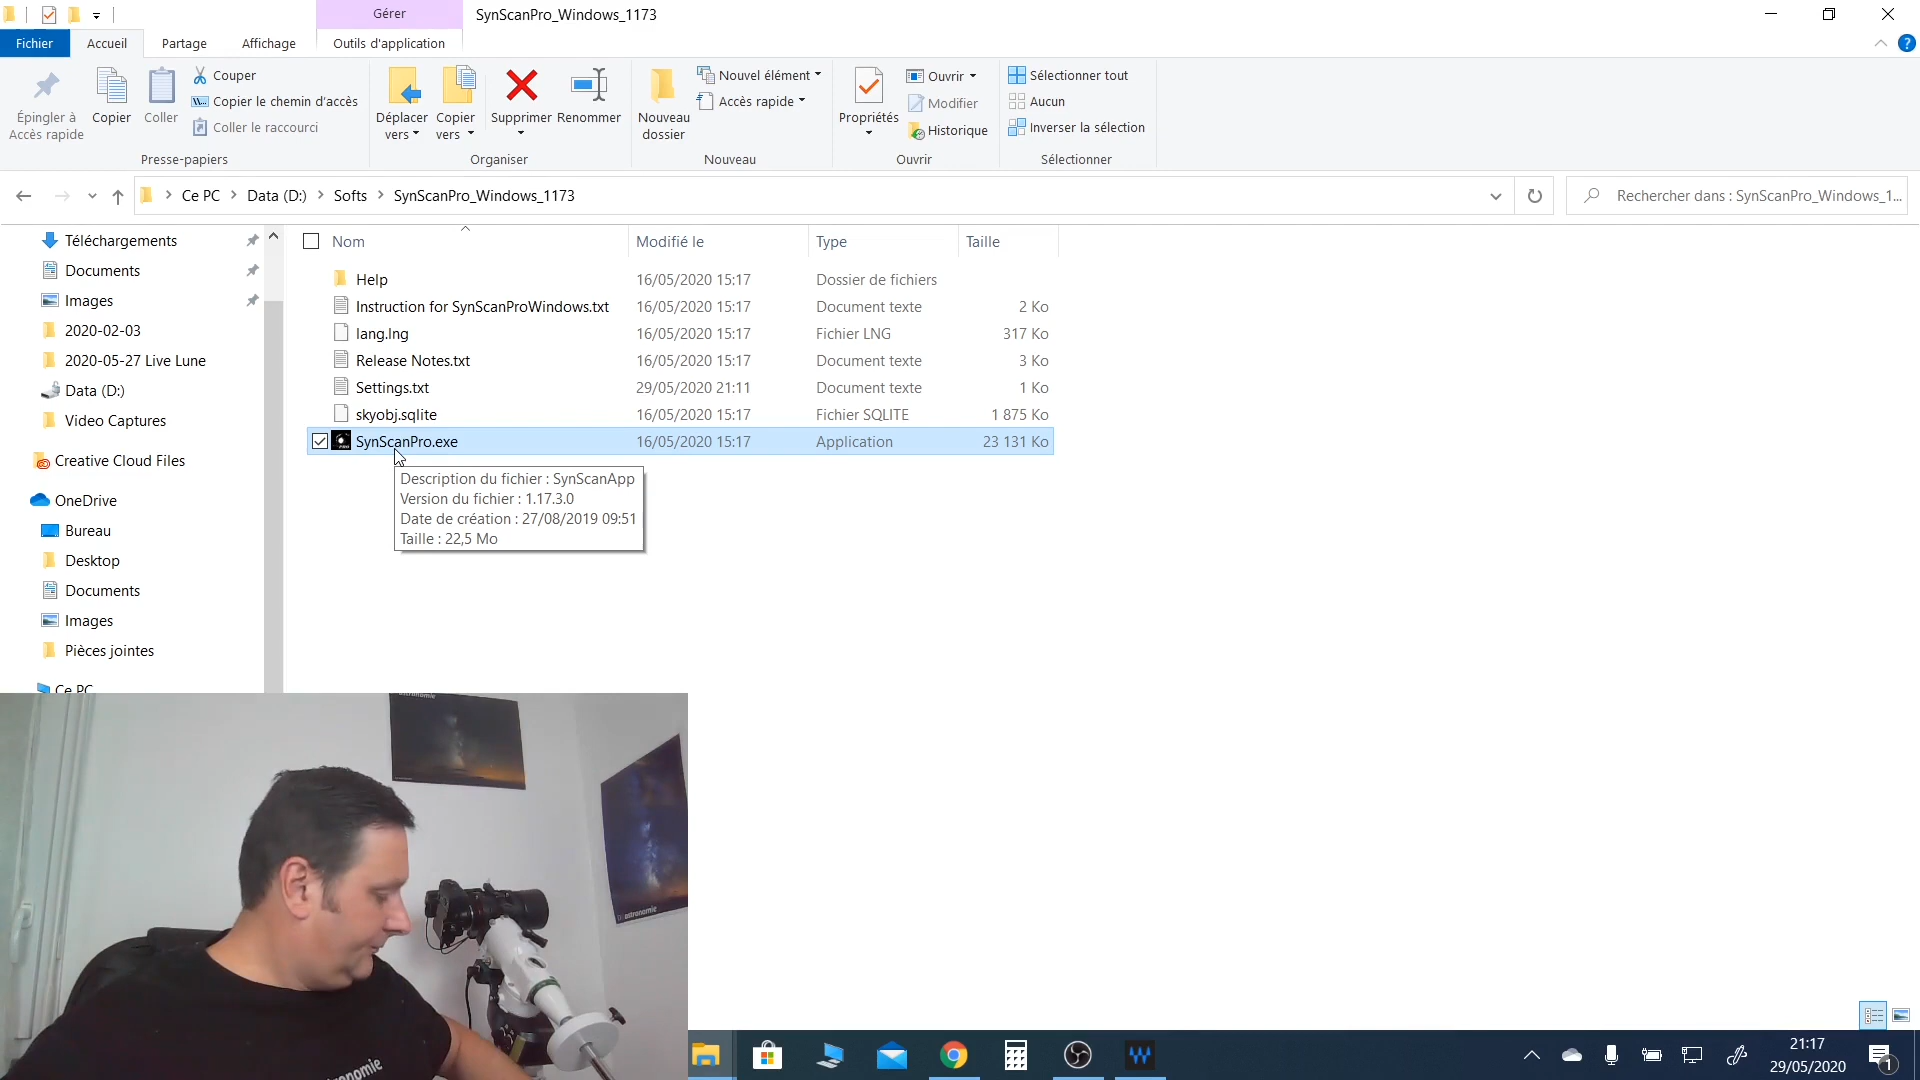 Gérer
SynScanPro_Windows_1173
Fichier
Accueil
Partage
Affichage
Outils d'application
Épingler à
Accès rapide
Copier
Coller
Couper
Copier le chemin d'accès
Coller le raccourci
Presse-papiers
Déplacer
vers
Copier
vers
Supprimer
Renommer
Organiser
Nouveau
dossier
Nouvel élément
Accès rapide
Nouveau
Propriétés
Ouvrir
Modifier
Historique
Ouvrir
Sélectionner tout
Aucun
Inverser la sélection
Sélectionner
Ce PC
Data (D:)
Softs
SynScanPro_Windows_1173
Rechercher dans : SynScanPro_Windows_1...
Téléchargements
Documents
Images
2020-02-03
2020-05-27 Live Lune
Data (D:)
Video Captures
Creative Cloud Files
OneDrive
Bureau
Desktop
Documents
Images
Pièces jointes
Ce PC
Nom
Modifié le
Type
Taille
Help 16/05/2020 15:17 Dossier de fichiers
Instruction for SynScanProWindows.txt 16/05/2020 15:17 Document texte 2 Ko
lang.lng 16/05/2020 15:17 Fichier LNG 317 Ko
Release Notes.txt 16/05/2020 15:17 Document texte 3 Ko
Settings.txt 29/05/2020 21:11 Document texte 1 Ko
skyobj.sqlite 16/05/2020 15:17 Fichier SQLITE 1 875 Ko
SynScanPro.exe 16/05/2020 15:17 Application 23 131 Ko
Description du fichier : SynScanApp
Version du fichier : 1.17.3.0
Date de création : 27/08/2019 09:51
Taille : 22,5 Mo
astronomie
astronomie
21:17
29/05/2020
1